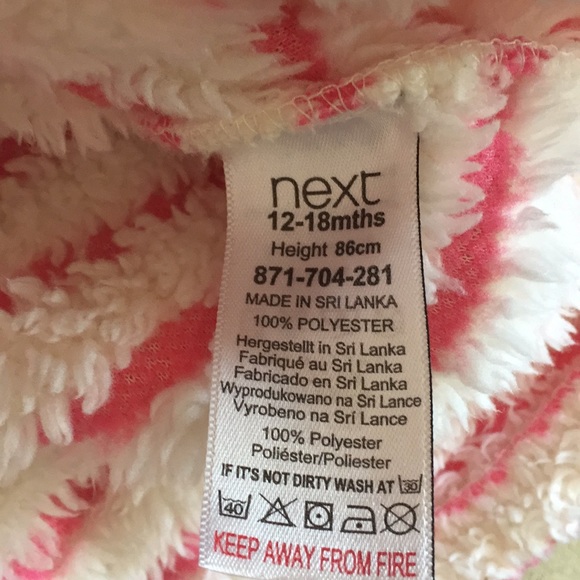 next
12-18mths
Height 86cm
871-704-281
MADE IN SRI LANKA
100% POLYESTER
Hergestellt in Sri Lanka
Fabriqué au Sri Lanka
Fabricado en Sri Lanka
Wyprodukowano na Sri Lance
Vyrobeno na Srí Lance
100% Polyester
Poliéster/Poliester
IF IT'S NOT DIRTY WASH AT 30
40
KEEP AWAY FROM FIRE